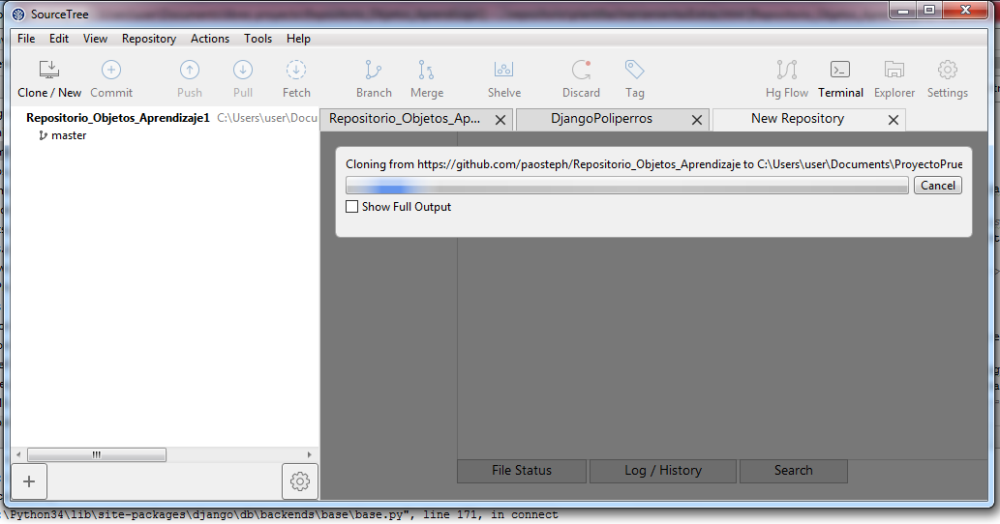 SourceTree
File Edit View Repository Actions Tools Help
Clone / New Commit Push Pull Fetch Branch Merge Shelve Discard Tag Hg Flow Terminal Explorer Settings
Repositorio_Objetos_Aprendizaje1 C:\Users\user\Docu
master
Repositorio_Objetos_Ap... DjangoPoliperros New Repository
Cloning from https://github.com/paosteph/Repositorio_Objetos_Aprendizaje to C:\Users\user\Documents\ProyectoPrue
Cancel
Show Full Output
File Status Log / History Search
:\Python34\lib\site-packages\django\db\backends\base\base.py", line 171, in connect